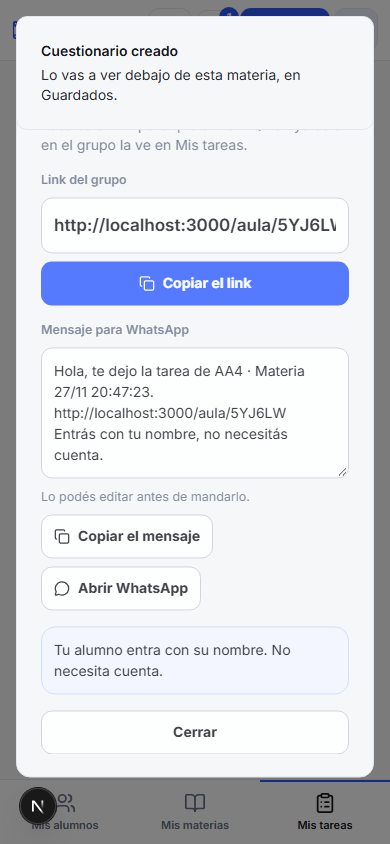 1
Cuestionario creado
Lo vas a ver debajo de esta materia, en
Guardados.
en el grupo la ve en Mis tareas.
Link del grupo
http://localhost:3000/aula/5YJ6LW
Copiar el link
Mensaje para WhatsApp
Hola, te dejo la tarea de AA4 · Materia
27/11 20:47:23.
http://localhost:3000/aula/5YJ6LW
Entrás con tu nombre, no necesitás
cuenta.
Lo podés editar antes de mandarlo.
Copiar el mensaje
Abrir WhatsApp
Tu alumno entra con su nombre. No
necesita cuenta.
Cerrar
N
Mis alumnos
Mis materias
Mis tareas